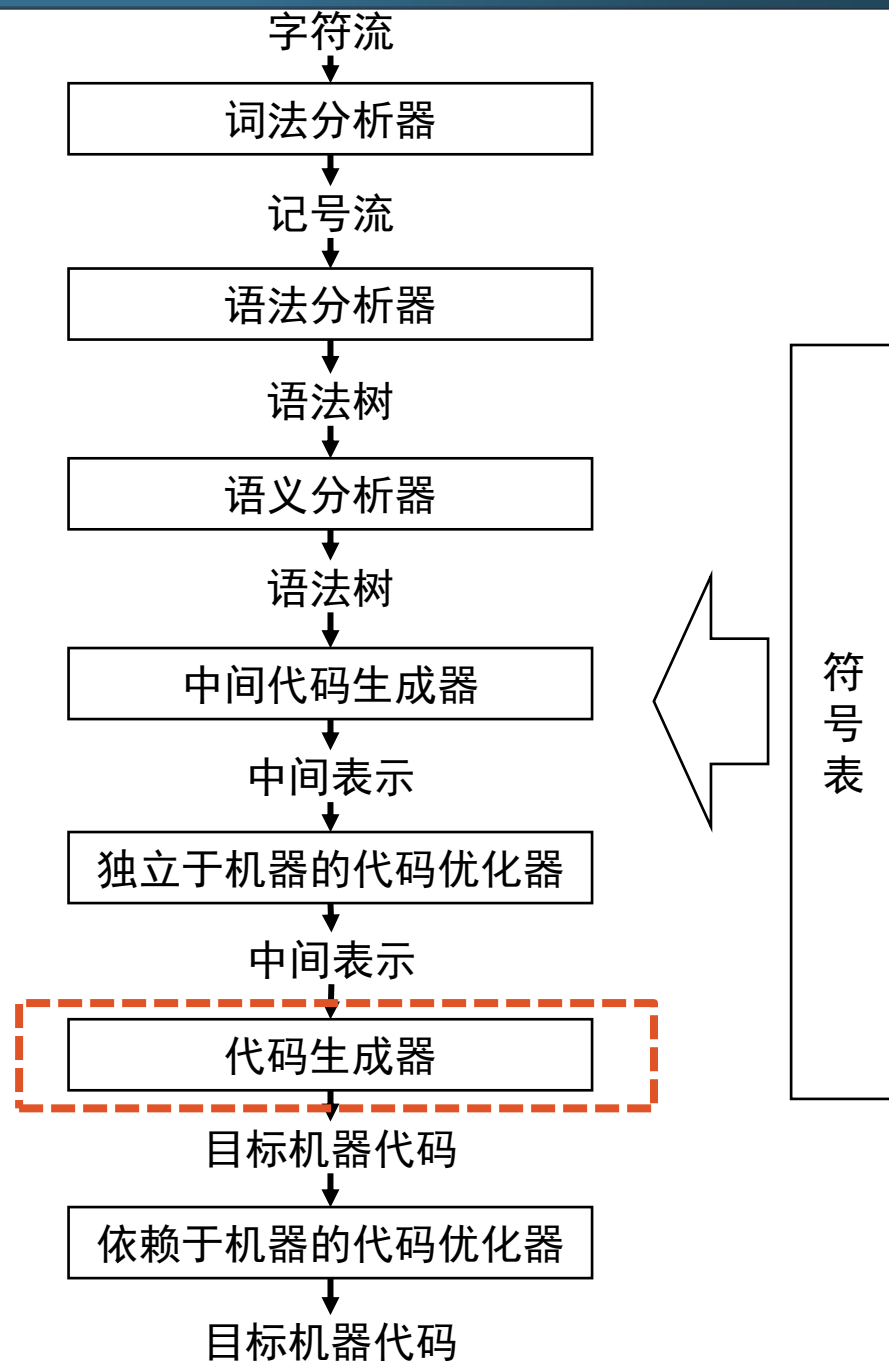 字符流
词法分析器
记号流
语法分析器
语法树
语义分析器
语法树
中间代码生成器
中间表示
独立于机器的代码优化器
中间表示
代码生成器
目标机器代码
依赖于机器的代码优化器
目标机器代码
符
号
表